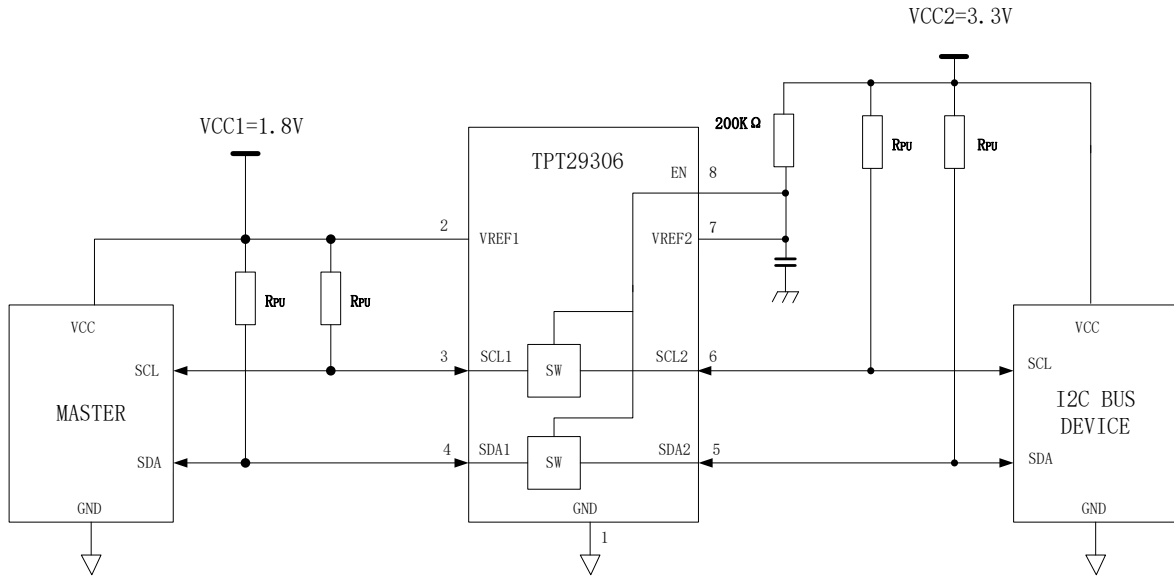 VCC2=3.3V
VCC1=1.8V
200KΩ
RPU
RPU
TPT29306
EN
8
2
VREF1
VREF2
7
RPU
RPU
VCC
VCC
SCL
3
SCL1
SW
SCL2
6
SCL
MASTER
I2C BUS
DEVICE
SDA
4
SDA1
SW
SDA2
5
SDA
GND
GND
1
GND